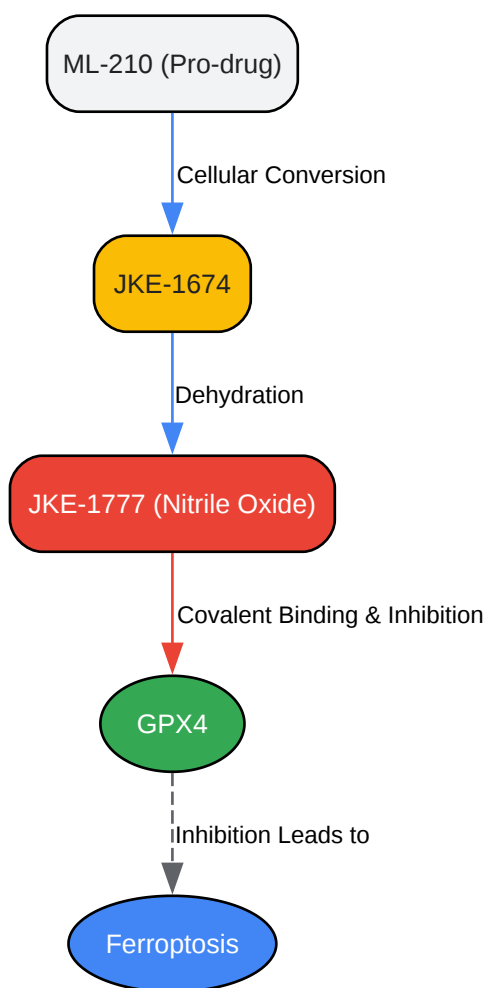 ML-210 (Pro-drug)
Cellular Conversion
JKE-1674
Dehydration
JKE-1777 (Nitrile Oxide)
Covalent Binding & Inhibition
GPX4
Inhibition Leads to
Ferroptosis